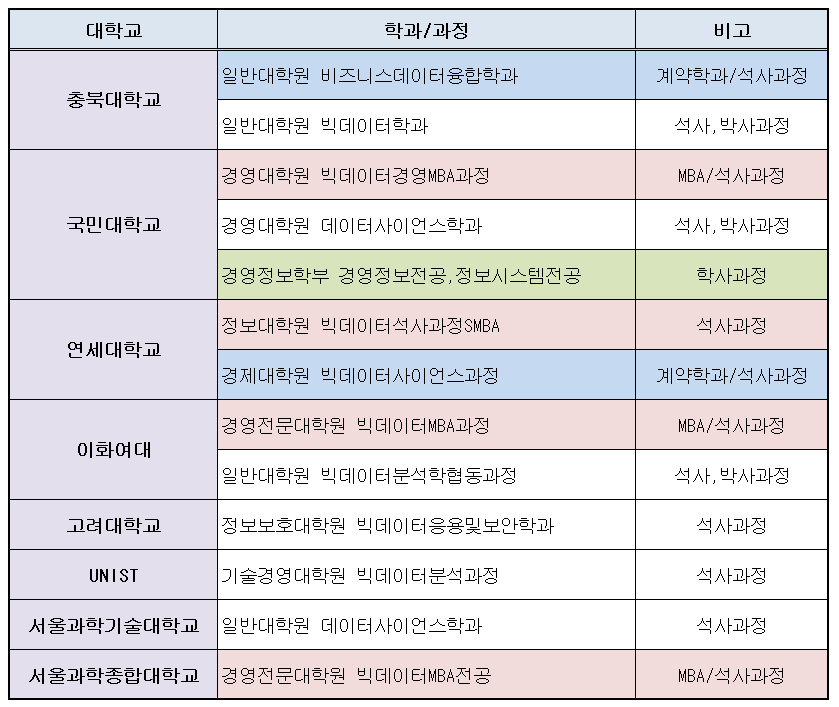 대학교 학과/과정 비고
충북대학교 일반대학원 비즈니스데이터융합학과 계약학과/석사과정
일반대학원 빅데이터학과 석사,박사과정
국민대학교 경영대학원 빅데이터경영MBA과정 MBA/석사과정
경영대학원 데이터사이언스학과 석사,박사과정
경영정보학부 경영정보전공,정보시스템전공 학사과정
연세대학교 정보대학원 빅데이터석사과정SMBA 석사과정
경제대학원 빅데이터사이언스과정 계약학과/석사과정
이화여대 경영전문대학원 빅데이터MBA과정 MBA/석사과정
일반대학원 빅데이터분석학협동과정 석사,박사과정
고려대학교 정보보호대학원 빅데이터응용및보안학과 석사과정
UNIST 기술경영대학원 빅데이터분석과정 석사과정
서울과학기술대학교 일반대학원 데이터사이언스학과 석사과정
서울과학종합대학교 경영전문대학원 빅데이터MBA전공 MBA/석사과정